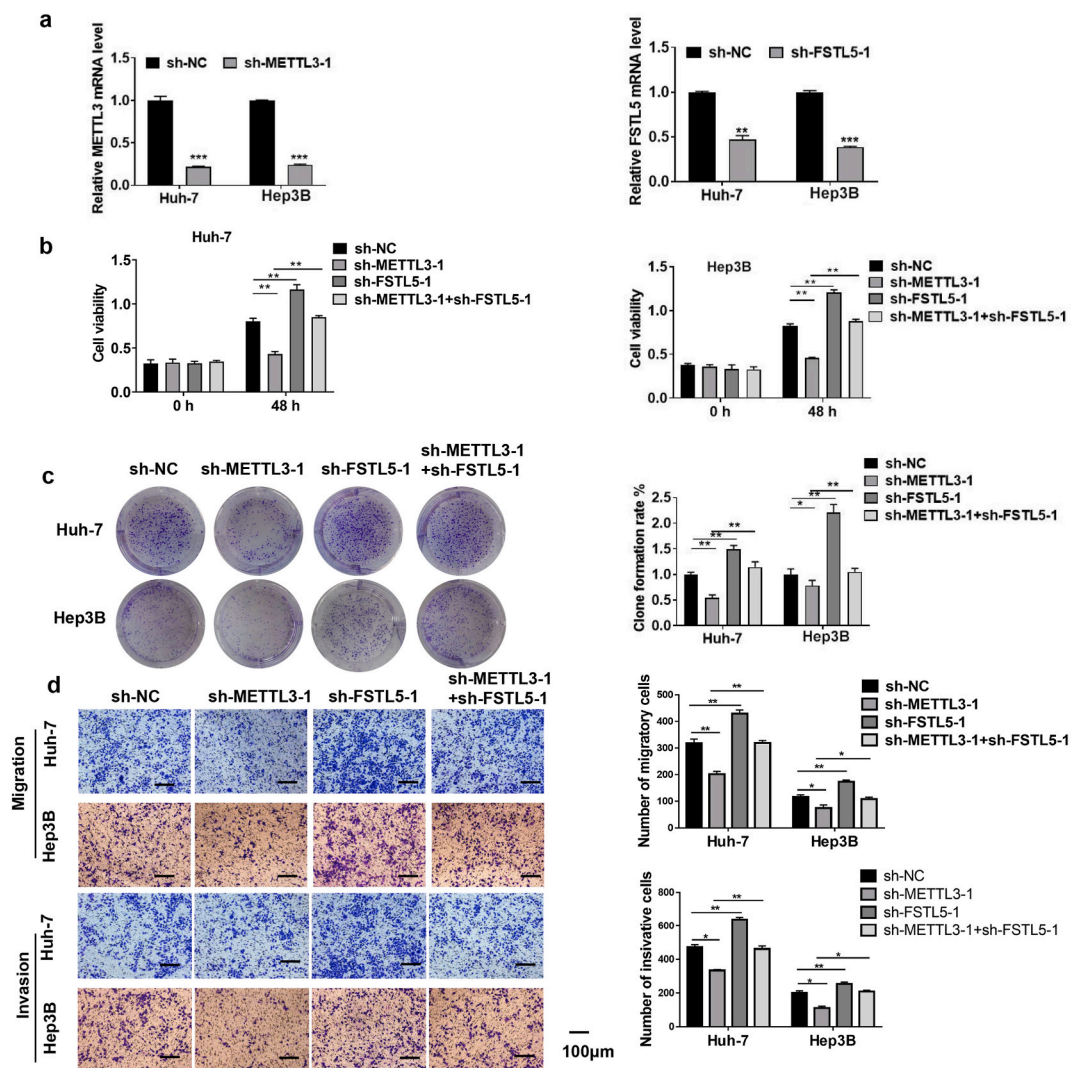 a
Relative METTL3 mRNA level
sh-NC sh-METTL3-1
1.5
1.0
0.5
0.0
***
***
Huh-7 Hep3B
Relative FSTL5 mRNA level
sh-NC sh-FSTL5-1
1.5
1.0
0.5
0.0
**
***
Huh-7 Hep3B
b
Huh-7
Cell viability
sh-NC
sh-METTL3-1
sh-FSTL5-1
sh-METTL3-1+sh-FSTL5-1
1.5
1.0
0.5
0.0
**
**
**
0 h 48 h
Hep3B
Cell viability
sh-NC
sh-METTL3-1
sh-FSTL5-1
sh-METTL3-1+sh-FSTL5-1
1.5
1.0
0.5
0.0
**
**
**
0 h 48 h
c
sh-NC sh-METTL3-1 sh-FSTL5-1 sh-METTL3-1
+sh-FSTL5-1
Huh-7
Hep3B
Clone formation rate %
sh-NC
sh-METTL3-1
sh-FSTL5-1
sh-METTL3-1+sh-FSTL5-1
2.5
2.0
1.5
1.0
0.5
0.0
**
**
**
**
**
*
Huh-7 Hep3B
d
sh-NC sh-METTL3-1 sh-FSTL5-1 sh-METTL3-1
+sh-FSTL5-1
Migration
Huh-7
Hep3B
Invasion
Huh-7
Hep3B
100μm
Number of migratory cells
sh-NC
sh-METTL3-1
sh-FSTL5-1
sh-METTL3-1+sh-FSTL5-1
500
400
300
200
100
0
**
**
**
*
**
*
Huh-7 Hep3B
Number of insivative cells
sh-NC
sh-METTL3-1
sh-FSTL5-1
sh-METTL3-1+sh-FSTL5-1
800
600
400
200
0
**
**
*
*
**
*
Huh-7 Hep3B